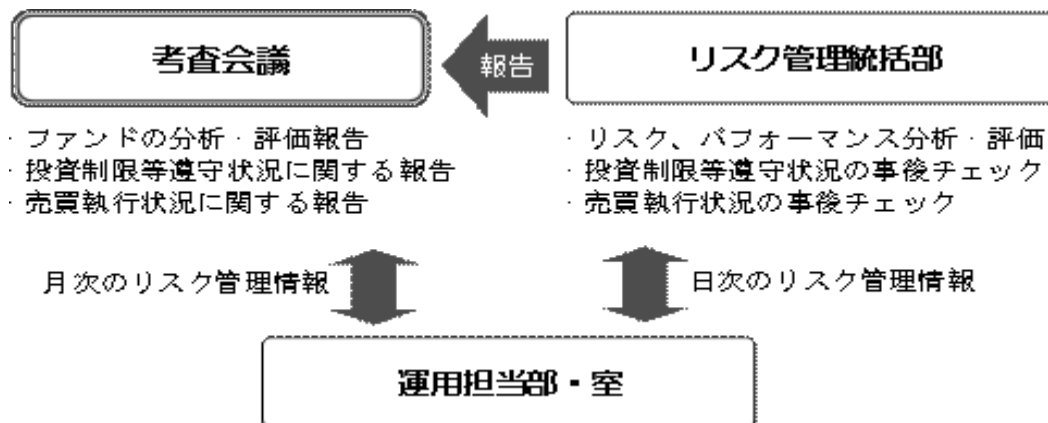 考査会議
報告
リスク管理統括部
・ファンドの分析・評価報告
・投資制限等遵守状況に関する報告
・売買執行状況に関する報告
・リスク、パフォーマンス分析・評価
・投資制限等遵守状況の事後チェック
・売買執行状況の事後チェック
月次のリスク管理情報
日次のリスク管理情報
運用担当部・室